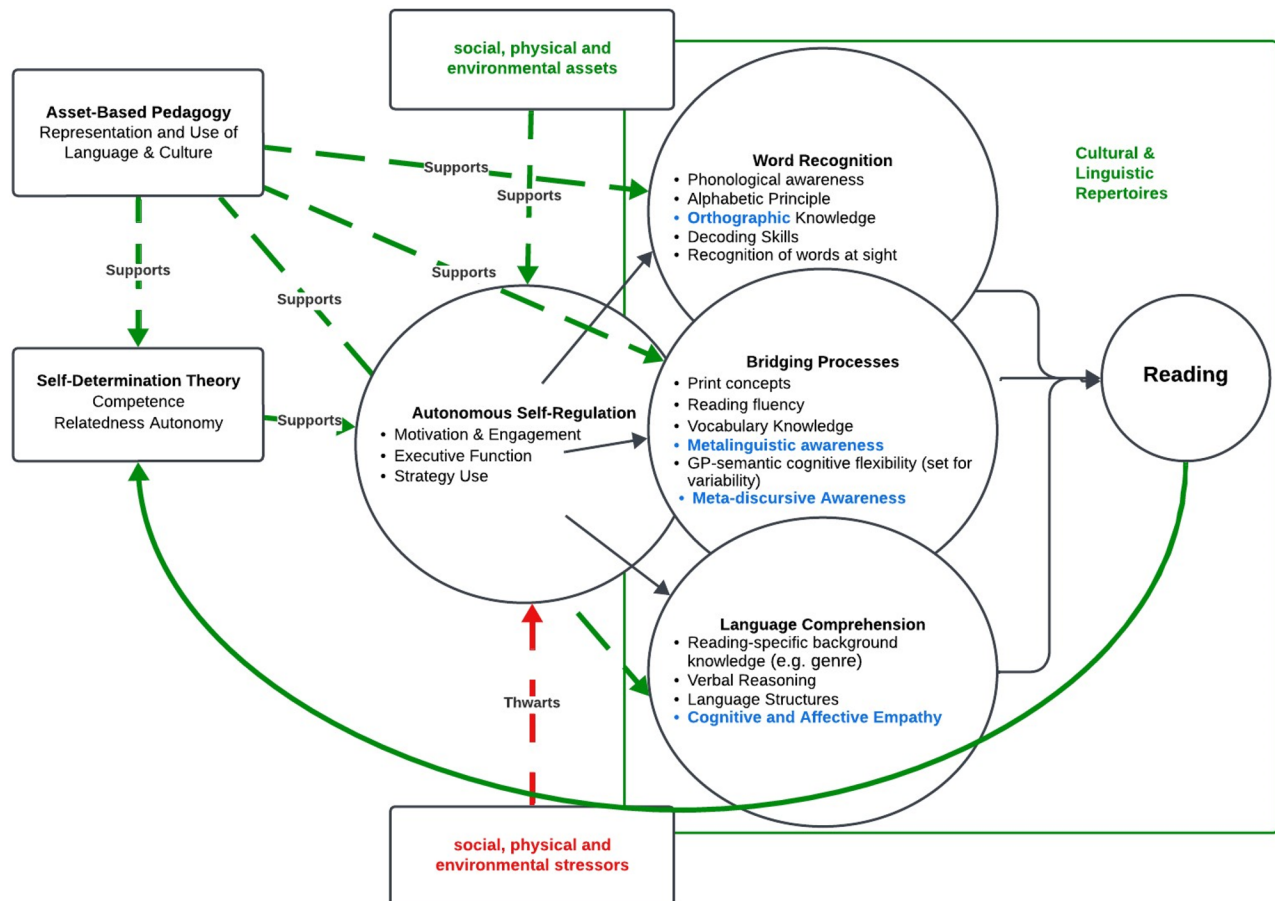 social, physical and
environmental assets
Asset-Based Pedagogy
Representation and Use of
Language & Culture
Supports
Supports
Supports
Supports
Supports
Self-Determination Theory
Competence
Relatedness Autonomy
Supports
Autonomous Self-Regulation
• Motivation & Engagement
• Executive Function
• Strategy Use
Thwarts
social, physical and
environmental stressors
Word Recognition
• Phonological awareness
• Alphabetic Principle
• Orthographic Knowledge
• Decoding Skills
• Recognition of words at sight
Bridging Processes
• Print concepts
• Reading fluency
• Vocabulary Knowledge
• Metalinguistic awareness
• GP-semantic cognitive flexibility (set for
variability)
• Meta-discursive Awareness
Language Comprehension
• Reading-specific background
knowledge (e.g. genre)
• Verbal Reasoning
• Language Structures
• Cognitive and Affective Empathy
Cultural &
Linguistic
Repertoires
Reading